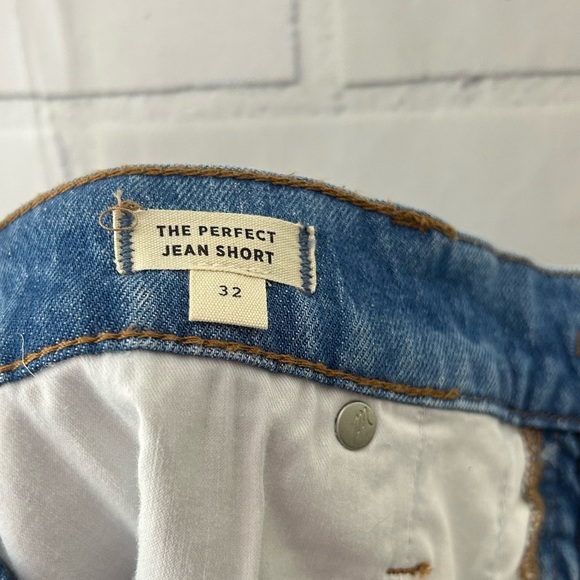 THE PERFECT
JEAN SHORT
32